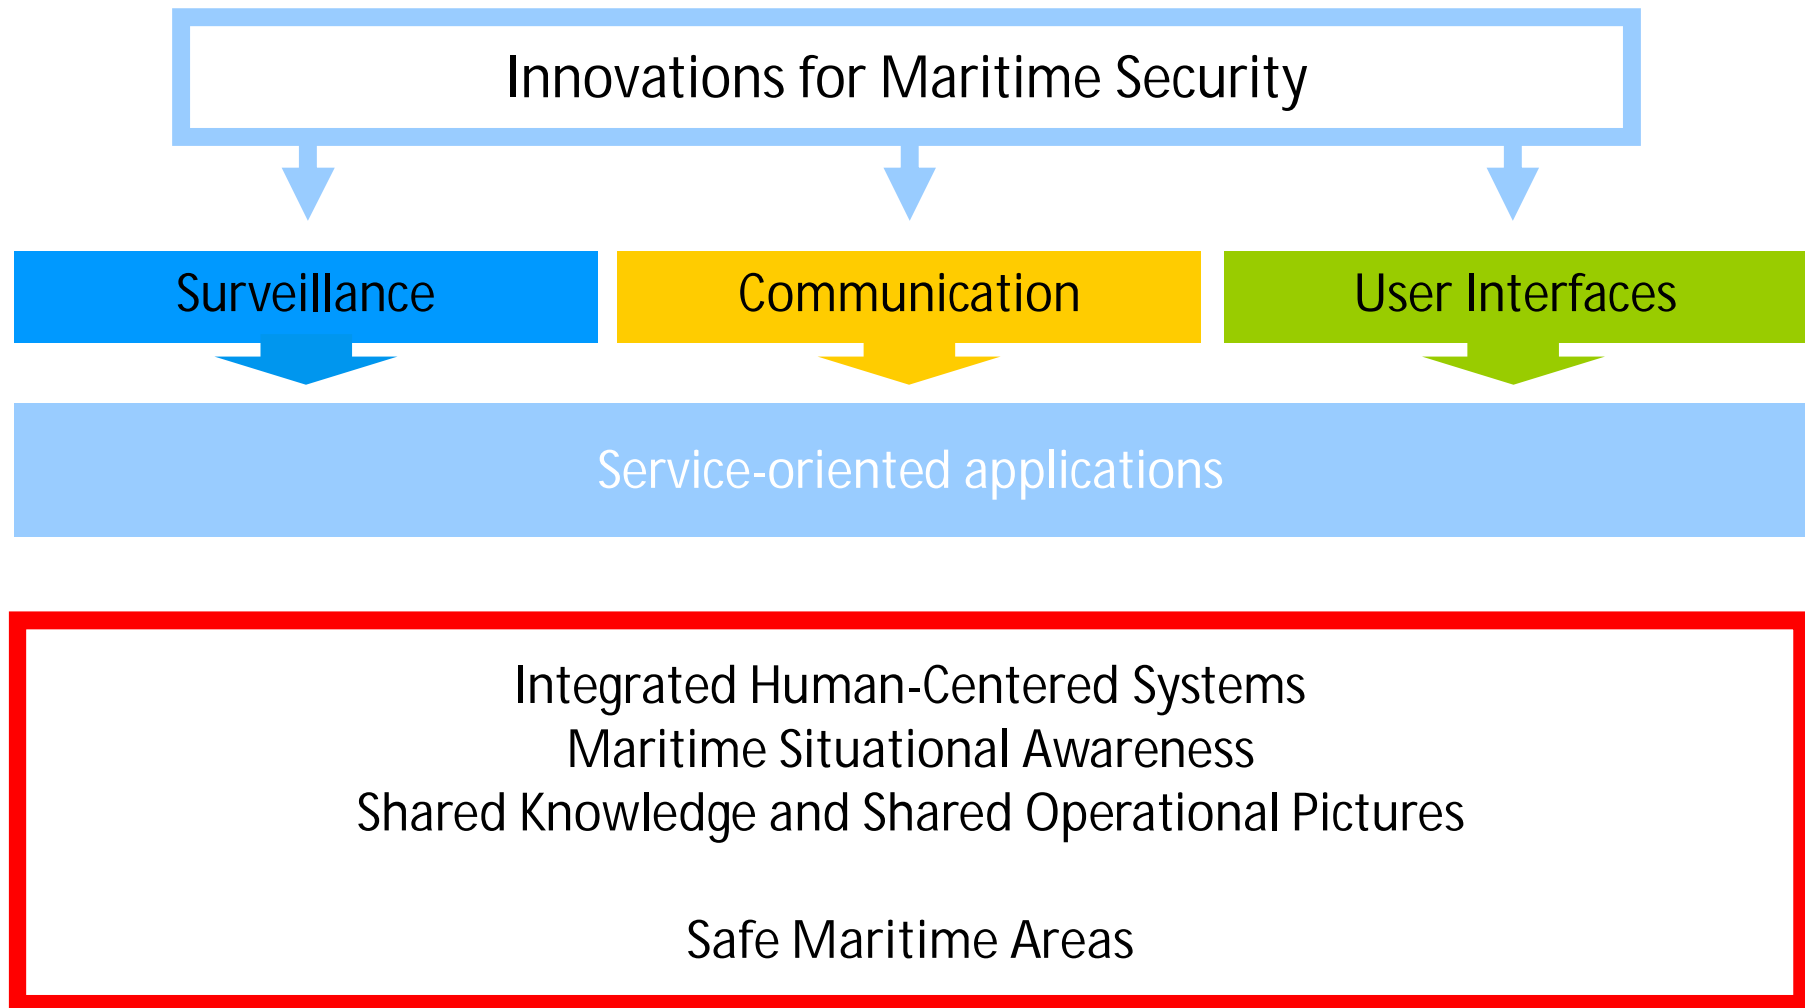 Innovations for Maritime Security
Surveillance
Communication
User Interfaces
Service-oriented applications
Integrated Human-Centered Systems
Maritime Situational Awareness
Shared Knowledge and Shared Operational Pictures
Safe Maritime Areas